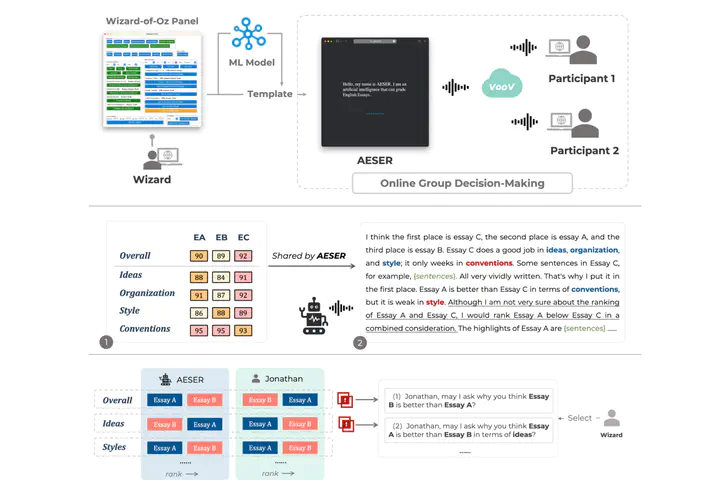 Wizard-of-Oz Panel
ML Model
Template
Wizard
Hello, my name is AESER. I am an
artificial intelligence that can grade
English Essays.
AESER
VooV
Participant 1
Participant 2
Online Group Decision-Making
EA EB EC
Overall 90 89 92
Ideas 88 84 91
Organization 91 87 92
Style 86 88 89
Conventions 95 95 93
1
Shared by AESER
2
I think the first place is essay C, the second place is essay A, and the
third place is essay B. Essay C does a good job in ideas, organization,
and style; it only weeks in conventions. Some sentences in Essay C,
for example, {sentences}. All very vividly written. That's why I put it in
the first place. Essay A is better than Essay C in terms of conventions,
but it is weak in style. Although I am not very sure about the ranking
of Essay A and Essay C, I would rank Essay A below Essay C in a
combined consideration. The highlights of Essay A are {sentences} ......
AESER
Jonathan
Overall Essay A Essay B Essay B Essay A
Ideas Essay B Essay A Essay A Essay B
Styles Essay A Essay B Essay A Essay B
...... ......
rank rank
(1) Jonathan, may I ask why you think Essay
B is better than Essay A?
(2) Jonathan, may I ask why you think Essay
A is better than Essay B in terms of ideas?
......
Select
Wizard